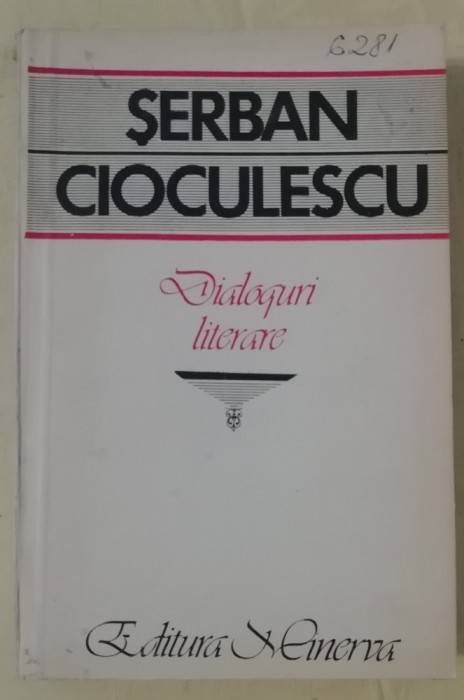 6281
ŞERBAN
CIOCULESCU
Dialoguri
literare
Editura Minerva